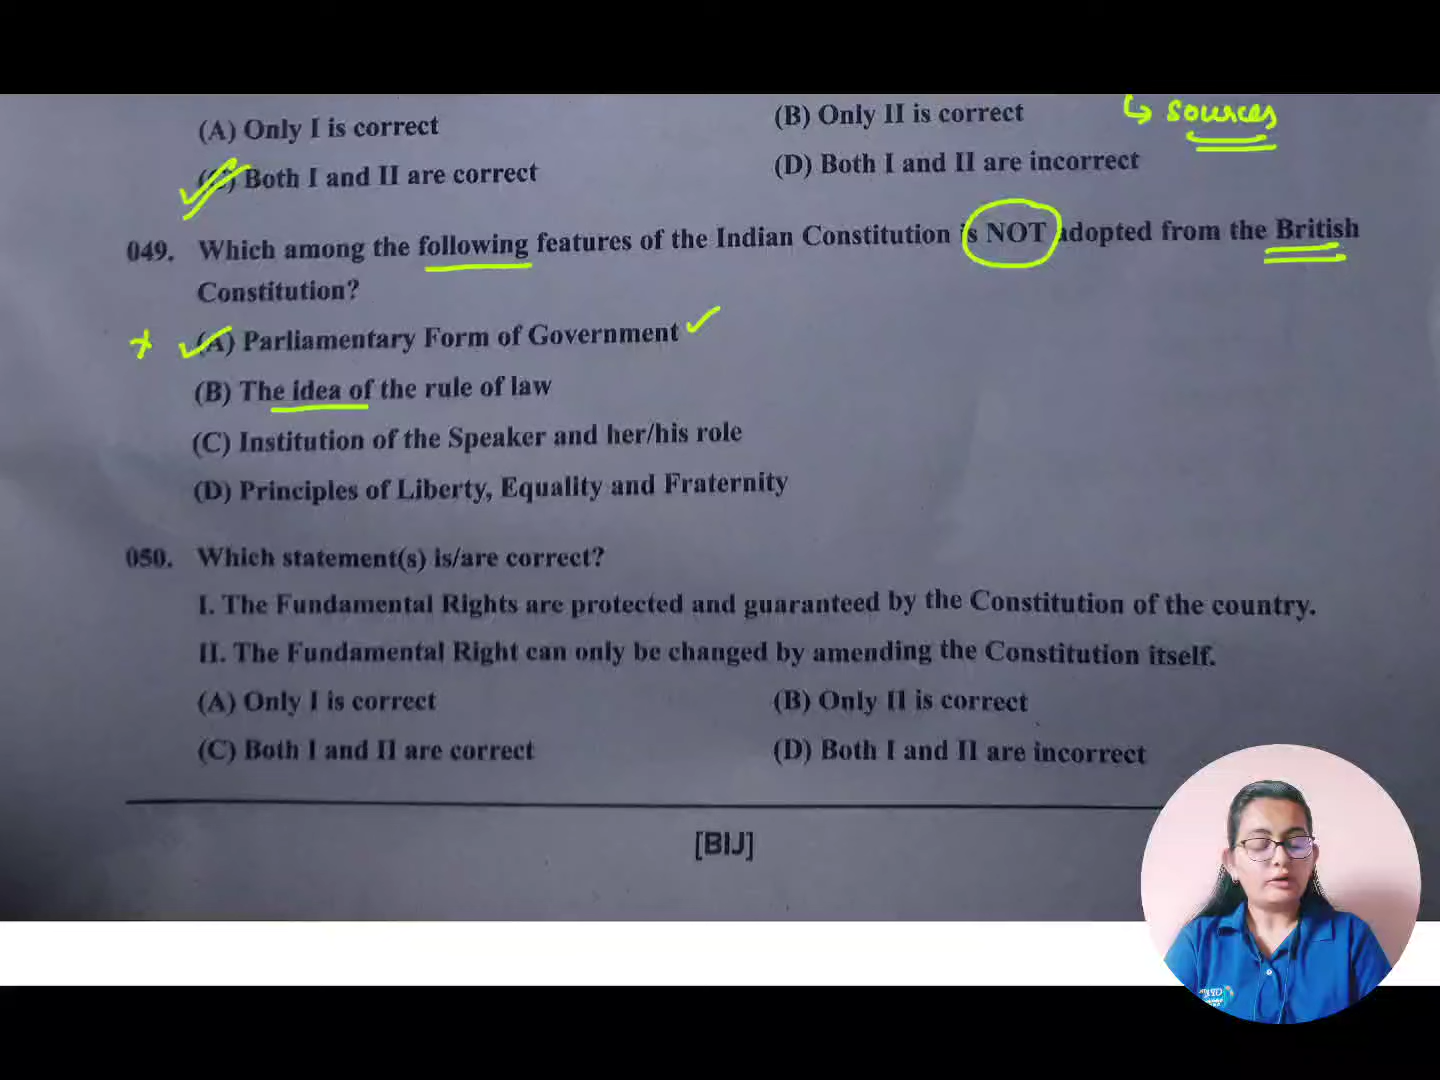 (A) Only I is correct
(B) Only II is correct
↳ sources
(C) Both I and II are correct
(D) Both I and II are incorrect
049. Which among the following features of the Indian Constitution is NOT adopted from the British
Constitution?
(A) Parliamentary Form of Government
(B) The idea of the rule of law
(C) Institution of the Speaker and her/his role
(D) Principles of Liberty, Equality and Fraternity
050. Which statement(s) is/are correct?
I. The Fundamental Rights are protected and guaranteed by the Constitution of the country.
II. The Fundamental Right can only be changed by amending the Constitution itself.
(A) Only I is correct
(B) Only II is correct
(C) Both I and II are correct
(D) Both I and II are incorrect
[BIJ]